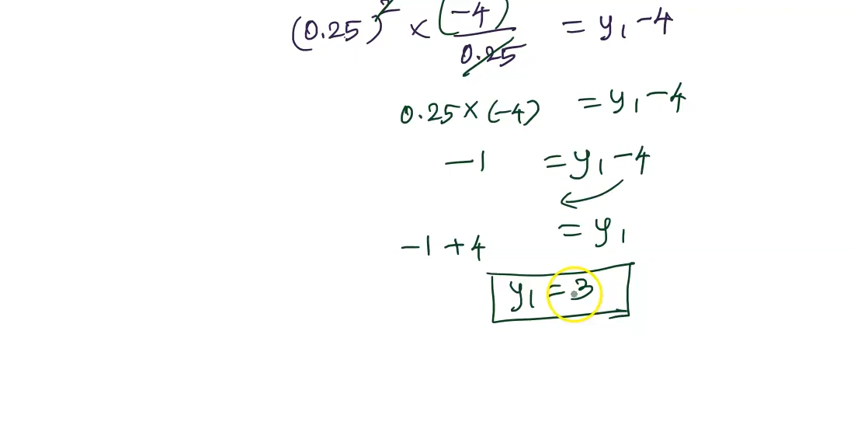 (0.25)² × (-4)/0.25 = y₁ -4
0.25 × (-4) = y₁ -4
-1 = y₁ -4
-1 + 4 = y₁
y₁ = 3